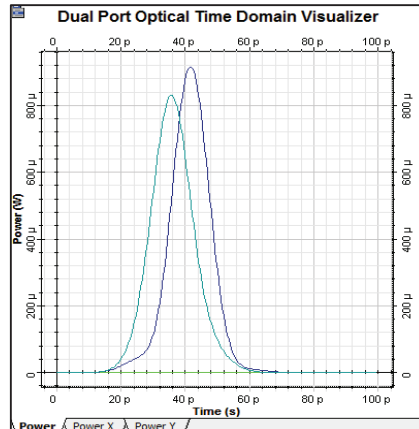 Dual Port Optical Time Domain Visualizer
0 20 p 40 p 60 p 80 p 100 p
800 µ 800 µ
600 µ 600 µ
Power (W)
400 µ 400 µ
200 µ 200 µ
0 0
0 20 p 40 p 60 p 80 p 100 p
Time (s)
Power Power X Power Y